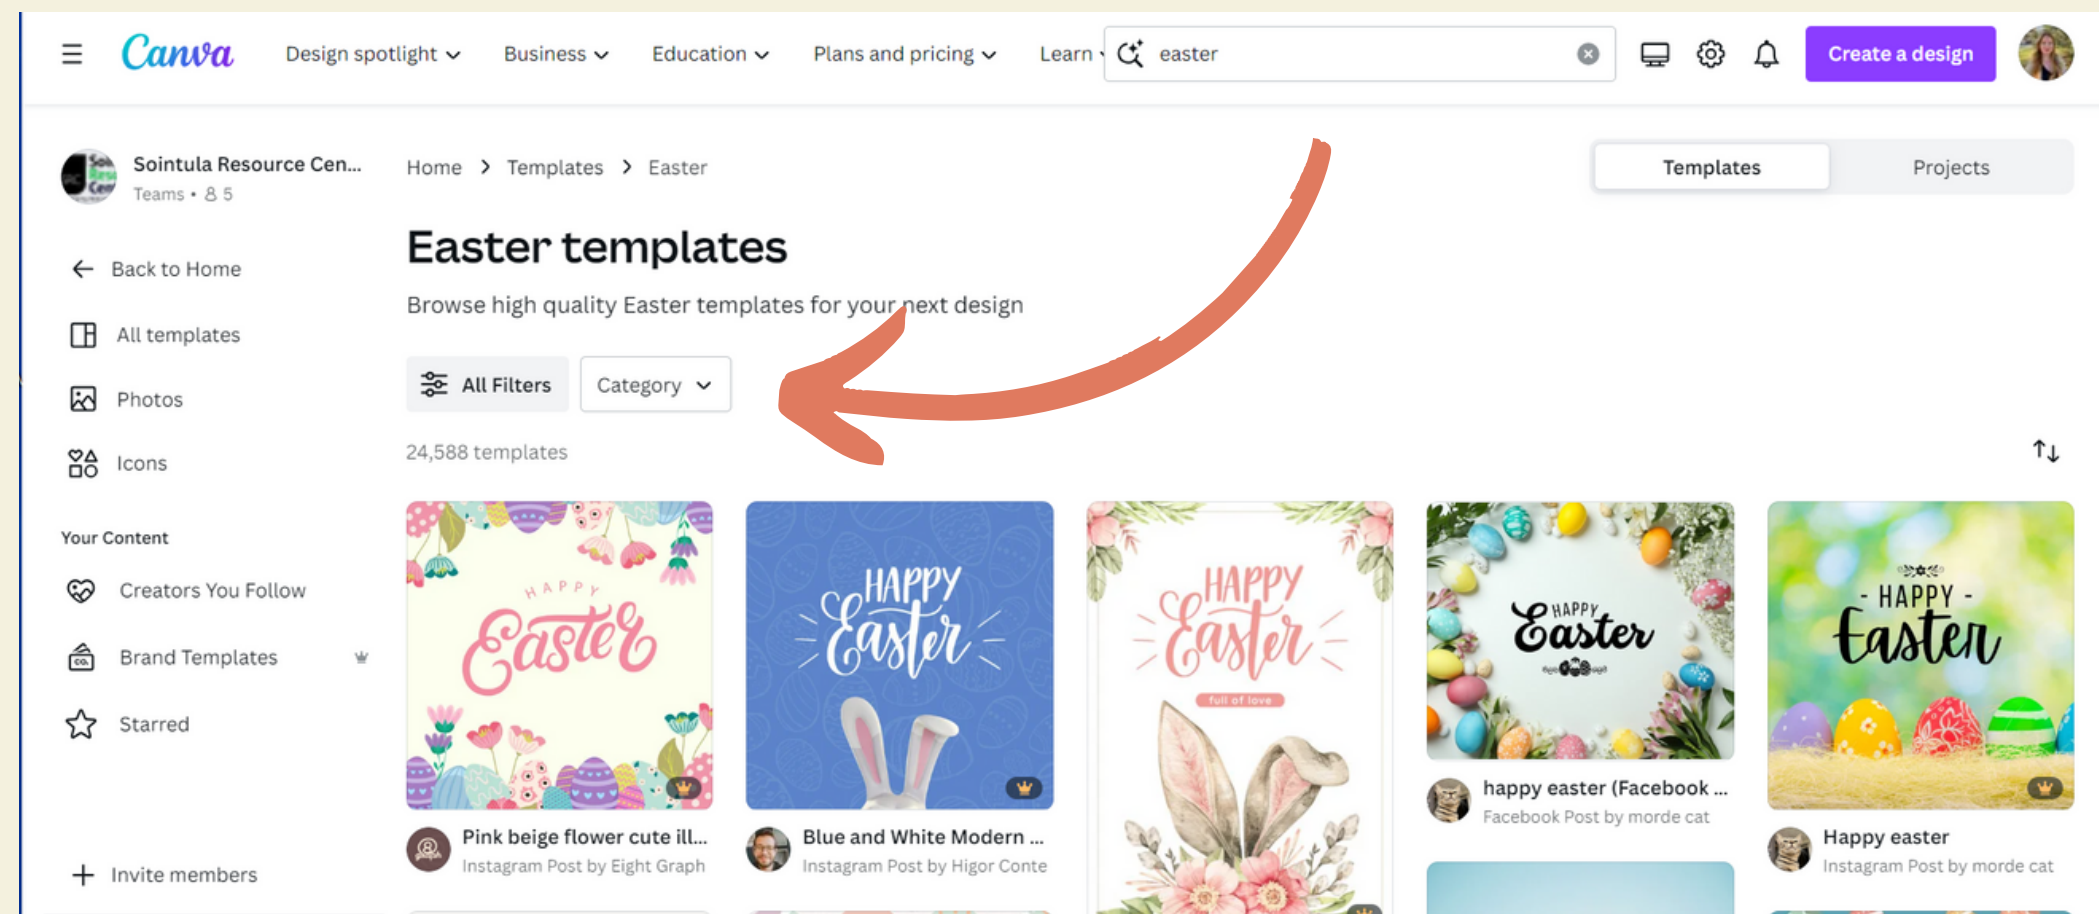 Canva
Design spotlight
Business
Education
Plans and pricing
Learn
easter
Create a design
Sointula Resource Cen...
Teams • 5
Home > Templates > Easter
Templates
Projects
Easter templates
Browse high quality Easter templates for your next design
Back to Home
All templates
Photos
Icons
Your Content
Creators You Follow
Brand Templates
Starred
Invite members
All Filters
Category
24,588 templates
HAPPY
Easter
HAPPY
Easter
HAPPY
Easter
full of love
HAPPY
Easter
- HAPPY -
Easter
Pink beige flower cute ill...
Instagram Post by Eight Graph
Blue and White Modern ...
Instagram Post by Higor Conte
happy easter (Facebook ...
Facebook Post by morde cat
Happy easter
Instagram Post by morde cat